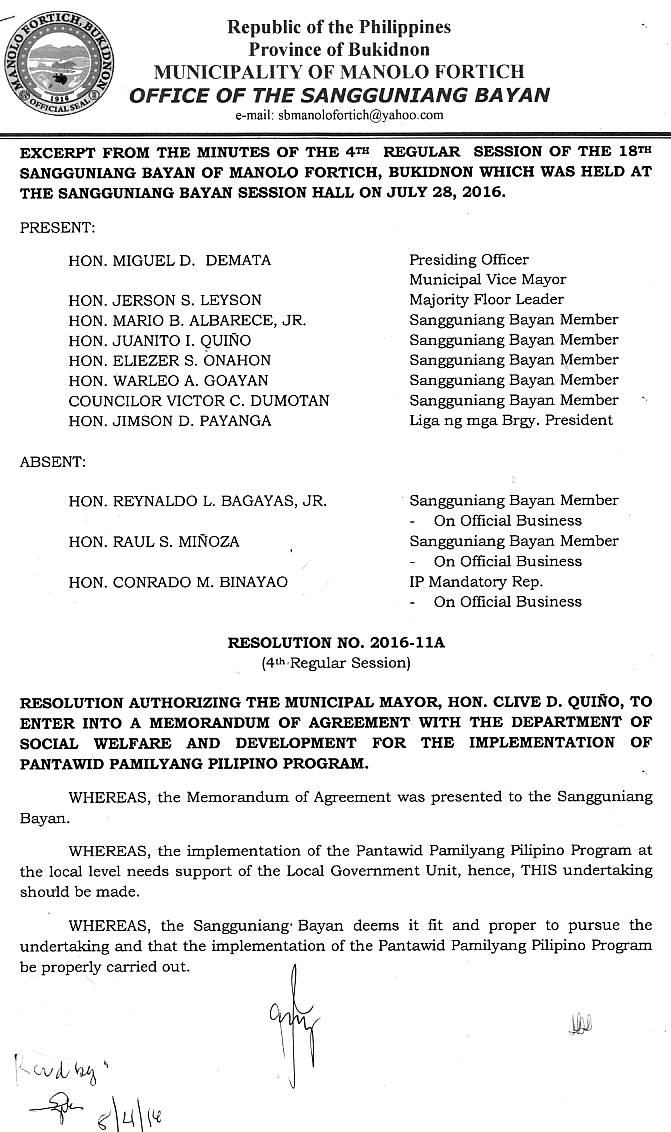 MANOLO FORTICH, BUKIDNON
1916
OFFICIAL SEAL
Republic of the Philippines
Province of Bukidnon
MUNICIPALITY OF MANOLO FORTICH
OFFICE OF THE SANGGUNIANG BAYAN
e-mail: sbmanolofortich@yahoo.com
EXCERPT FROM THE MINUTES OF THE 4TH REGULAR SESSION OF THE 18TH
SANGGUNIANG BAYAN OF MANOLO FORTICH, BUKIDNON WHICH WAS HELD AT
THE SANGGUNIANG BAYAN SESSION HALL ON JULY 28, 2016.
PRESENT:
HON. MIGUEL D. DEMATA Presiding Officer
Municipal Vice Mayor
HON. JERSON S. LEYSON Majority Floor Leader
HON. MARIO B. ALBARECE, JR. Sangguniang Bayan Member
HON. JUANITO I. QUIÑO Sangguniang Bayan Member
HON. ELIEZER S. ONAHON Sangguniang Bayan Member
HON. WARLEO A. GOAYAN Sangguniang Bayan Member
COUNCILOR VICTOR C. DUMOTAN Sangguniang Bayan Member
HON. JIMSON D. PAYANGA Liga ng mga Brgy. President
ABSENT:
HON. REYNALDO L. BAGAYAS, JR. Sangguniang Bayan Member
- On Official Business
HON. RAUL S. MIÑOZA Sangguniang Bayan Member
- On Official Business
HON. CONRADO M. BINAYAO IP Mandatory Rep.
- On Official Business
RESOLUTION NO. 2016-11A
(4th Regular Session)
RESOLUTION AUTHORIZING THE MUNICIPAL MAYOR, HON. CLIVE D. QUIÑO, TO
ENTER INTO A MEMORANDUM OF AGREEMENT WITH THE DEPARTMENT OF
SOCIAL WELFARE AND DEVELOPMENT FOR THE IMPLEMENTATION OF
PANTAWID PAMILYANG PILIPINO PROGRAM.
WHEREAS, the Memorandum of Agreement was presented to the Sangguniang
Bayan.
WHEREAS, the implementation of the Pantawid Pamilyang Pilipino Program at
the local level needs support of the Local Government Unit, hence, THIS undertaking
should be made.
WHEREAS, the Sangguniang Bayan deems it fit and proper to pursue the
undertaking and that the implementation of the Pantawid Pamilyang Pilipino Program
be properly carried out.
by
8/4/16